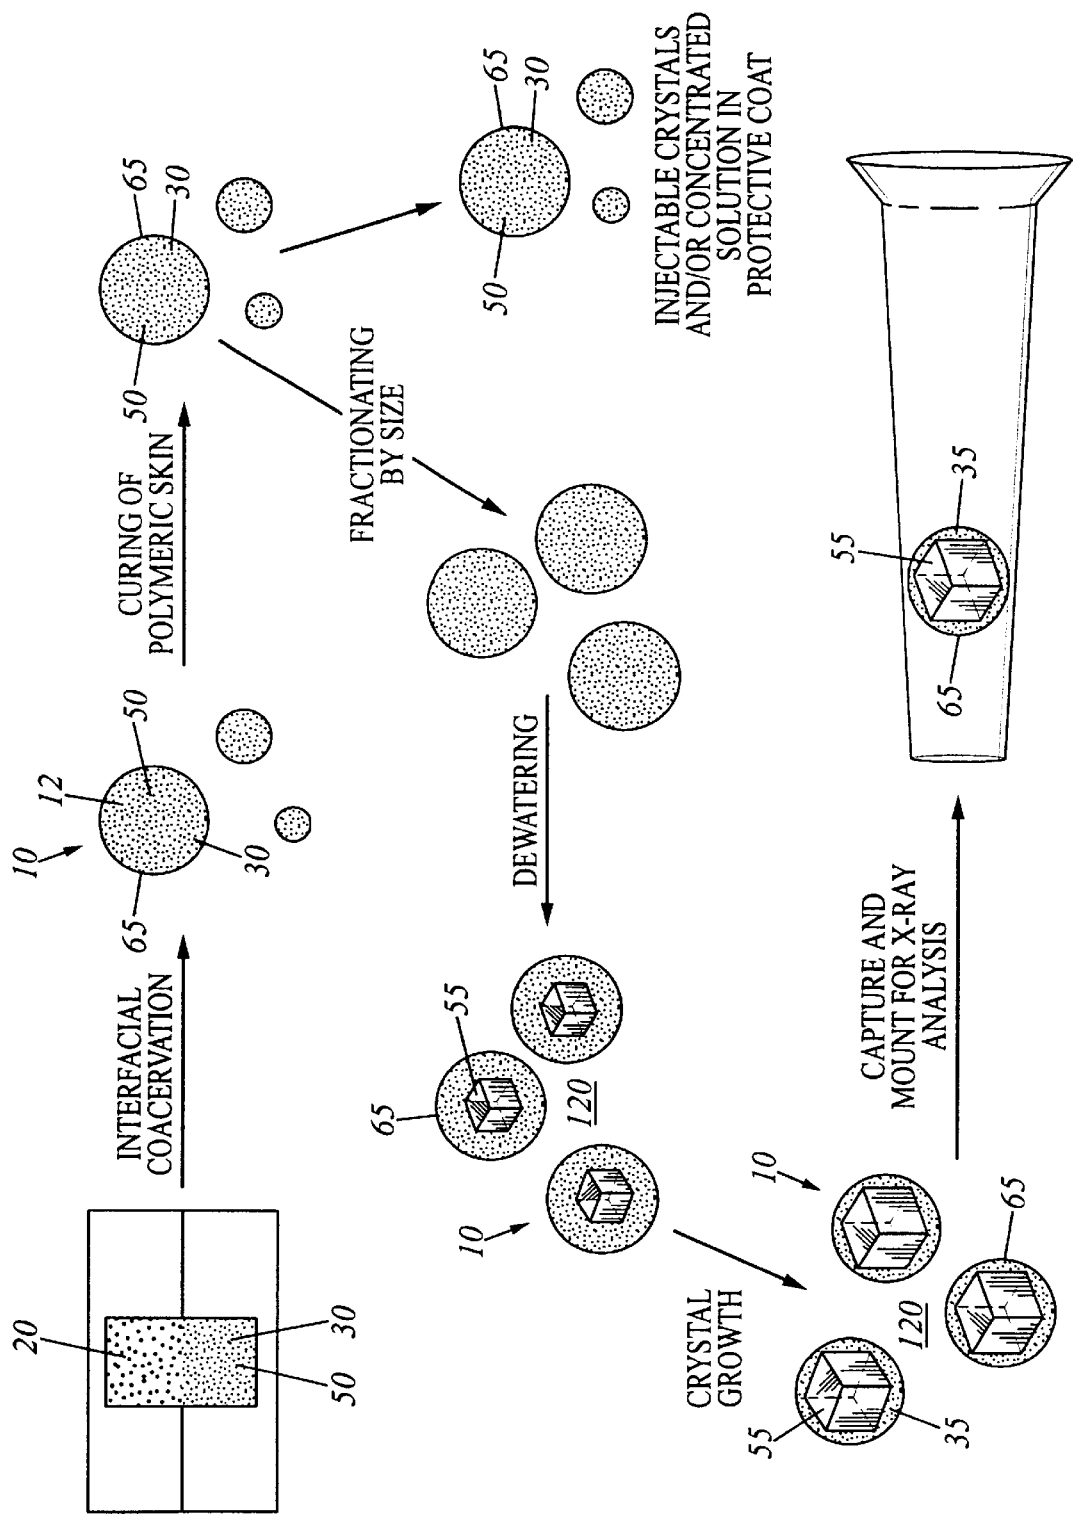 20
30
50
INTERFACIAL
COACERVATION
10
12
50
65
30
CURING OF
POLYMERIC SKIN
65
30
50
FRACTIONATING
BY SIZE
65
30
50
INJECTABLE CRYSTALS
AND/OR CONCENTRATED
SOLUTION IN
PROTECTIVE COAT
DEWATERING
65
55
120
10
CRYSTAL
GROWTH
10
55
35
120
65
CAPTURE AND
MOUNT FOR X-RAY
ANALYSIS
55
35
65